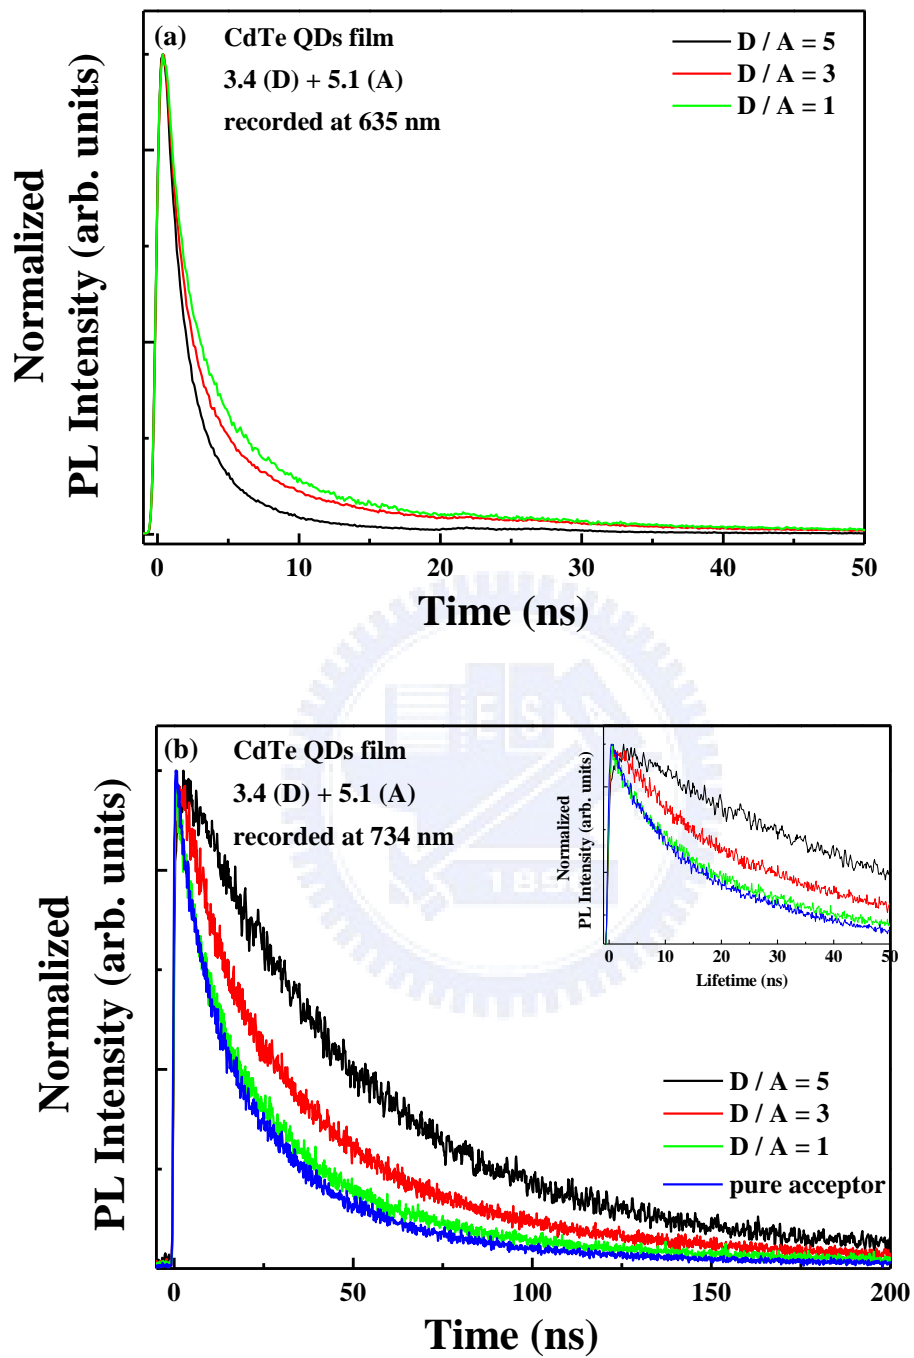 (a) CdTe QDs film
3.4 (D) + 5.1 (A)
recorded at 635 nm
D / A = 5
D / A = 3
D / A = 1
Normalized
PL Intensity (arb. units)
0 10 20 30 40 50
Time (ns)
(b) CdTe QDs film
3.4 (D) + 5.1 (A)
recorded at 734 nm
Normalized
PL Intensity (arb. units)
0 10 20 30 40 50
Lifetime (ns)
D / A = 5
D / A = 3
D / A = 1
pure acceptor
Normalized
PL Intensity (arb. units)
0 50 100 150 200
Time (ns)
E S